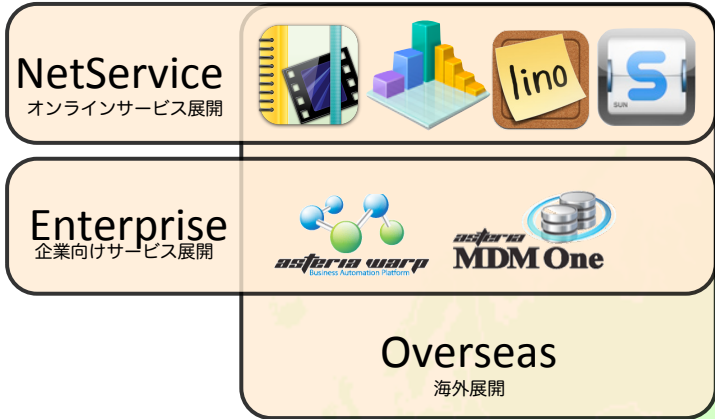 NetService
オンラインサービス展開
lino
S
SUN
Enterprise
企業向けサービス展開
asteria warp
Business Automation Platform
asteria
MDM One
Overseas
海外展開